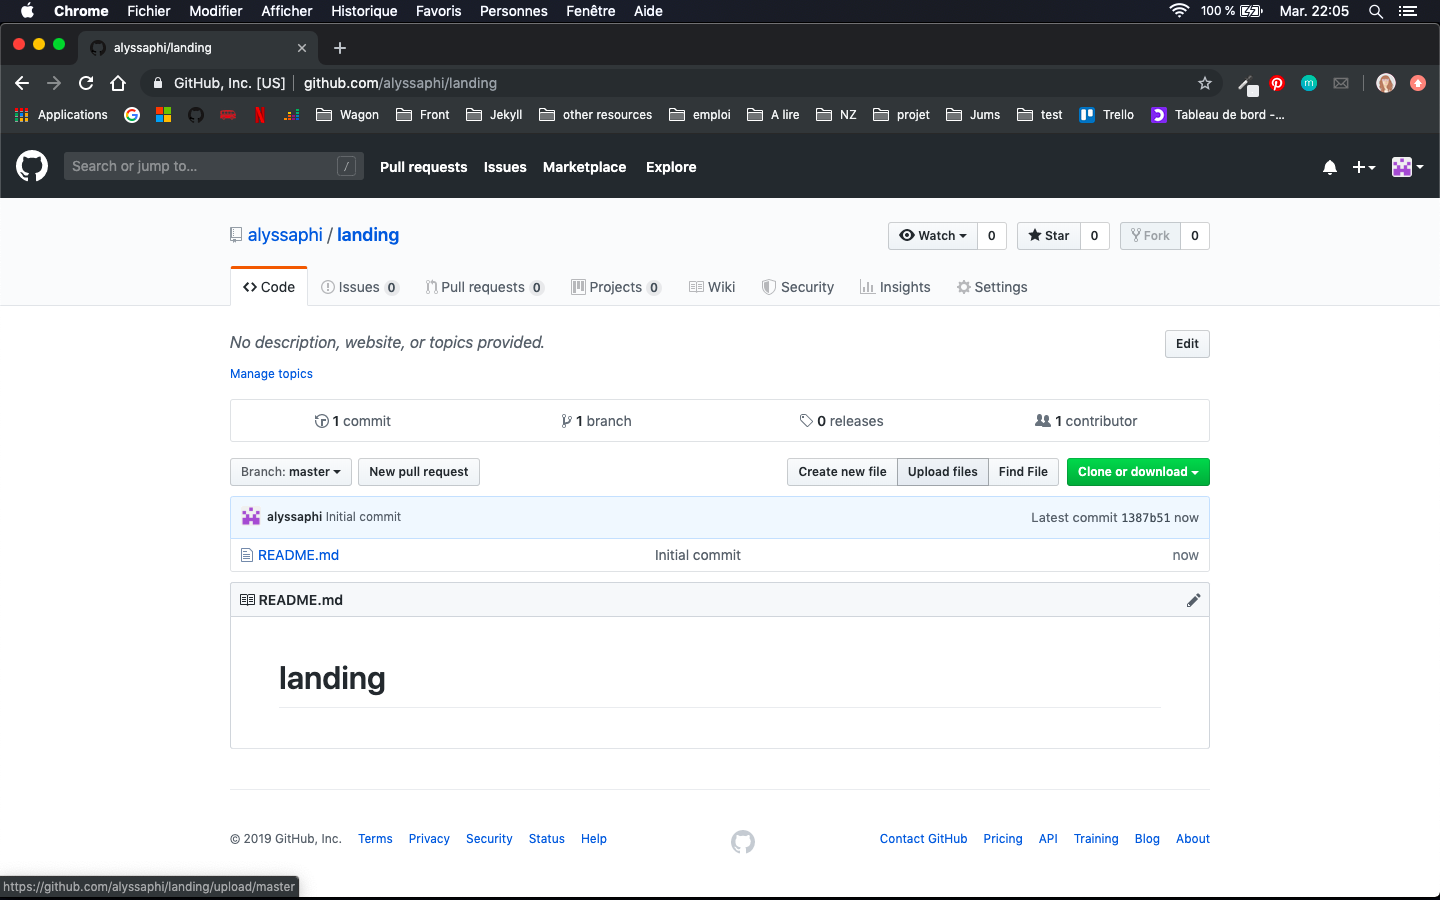 Chrome Fichier Modifier Afficher Historique Favoris Personnes Fenêtre Aide 100 % Mar. 22:05
alyssaphi/landing
GitHub, Inc. [US] github.com/alyssaphi/landing
Applications Wagon Front Jekyll other resources emploi A lire NZ projet Jums test Trello Tableau de bord -...
Search or jump to... / Pull requests Issues Marketplace Explore
alyssaphi / landing Watch 0 Star 0 Fork 0
Code Issues 0 Pull requests 0 Projects 0 Wiki Security Insights Settings
No description, website, or topics provided. Edit
Manage topics
1 commit 1 branch 0 releases 1 contributor
Branch: master New pull request Create new file Upload files Find File Clone or download
alyssaphi Initial commit Latest commit 1387b51 now
README.md Initial commit now
README.md
landing
© 2019 GitHub, Inc. Terms Privacy Security Status Help Contact GitHub Pricing API Training Blog About
https://github.com/alyssaphi/landing/upload/master